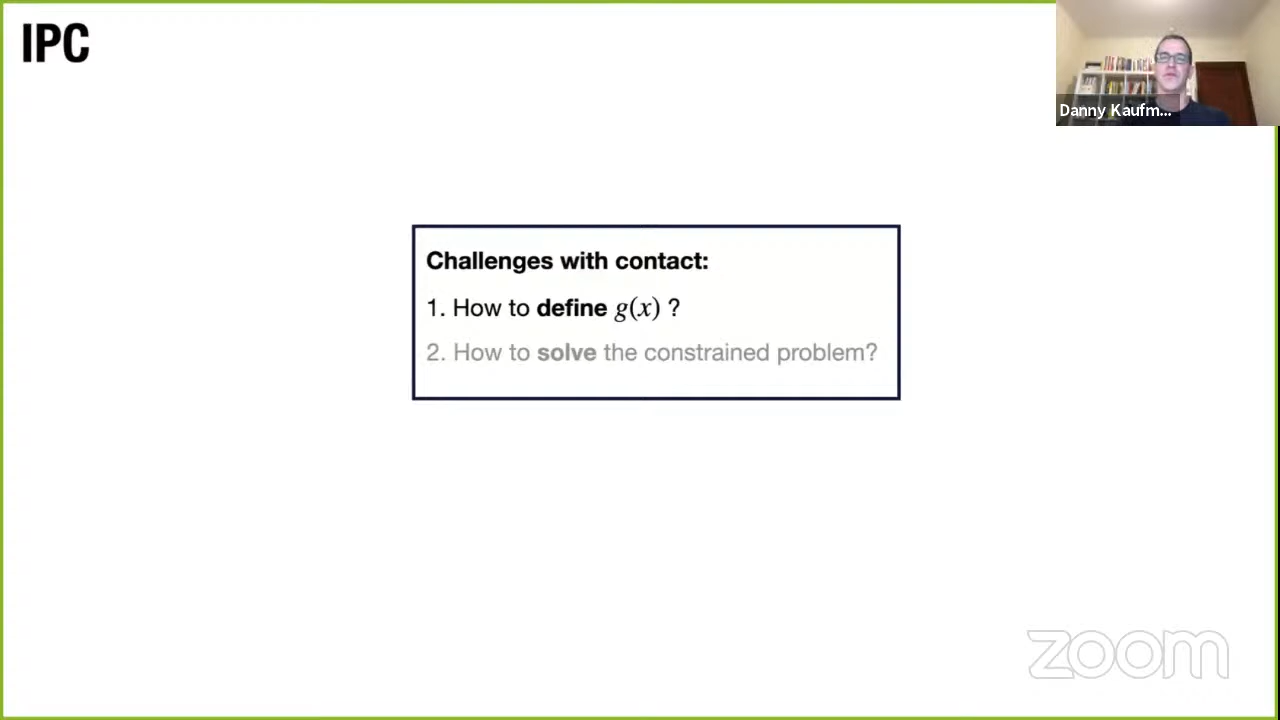 IPC
Danny Kaufm...
Challenges with contact:
1. How to define g(x) ?
2. How to solve the constrained problem?
zoom